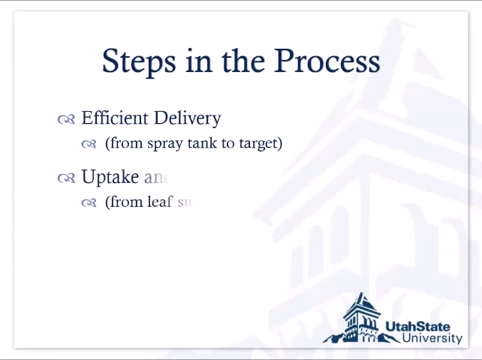 Steps in the Process
Efficient Delivery
(from spray tank to target)
Uptake an
(from leaf su
UtahState
University